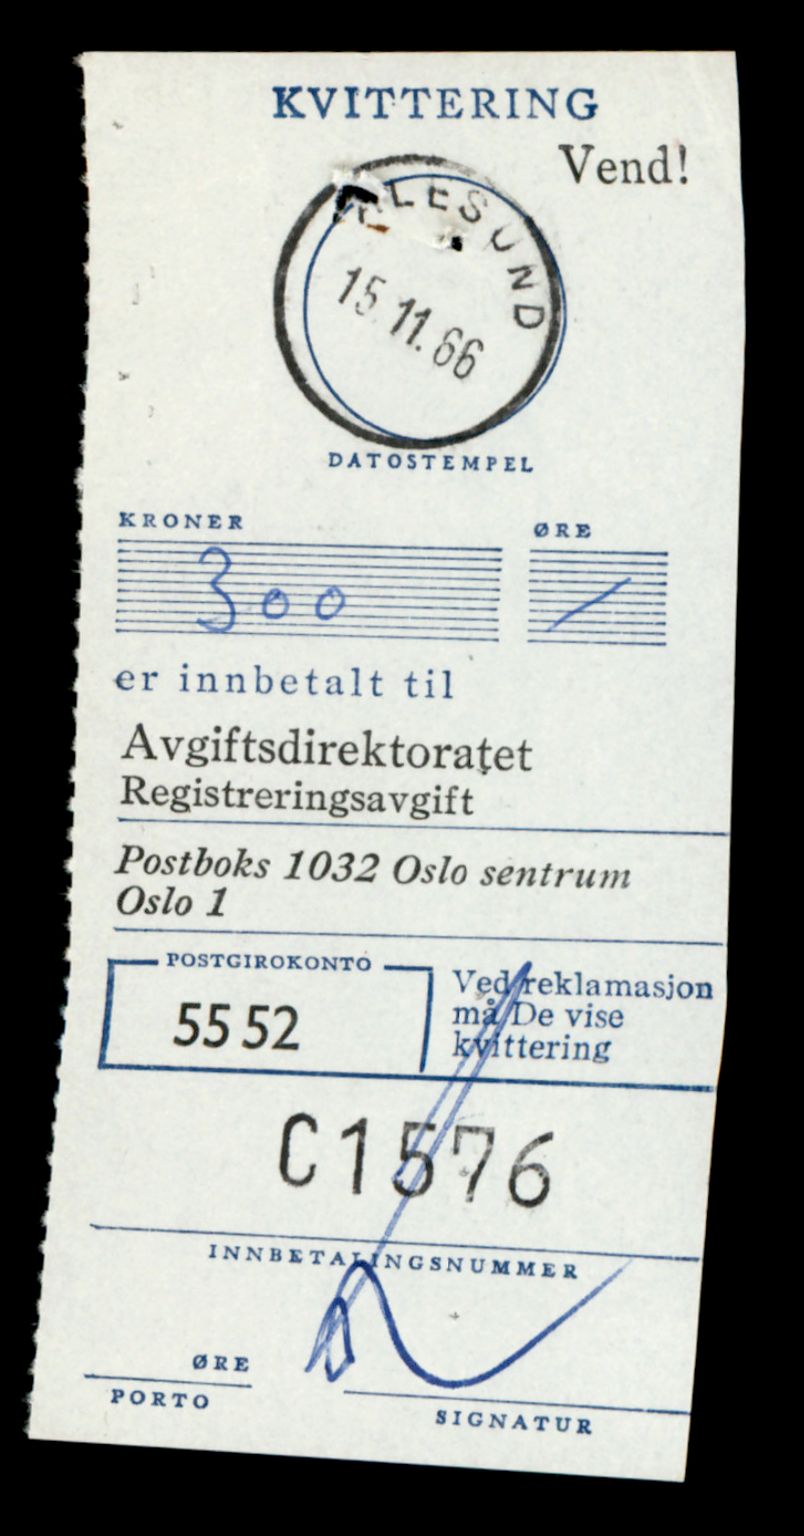 KVITTERING
Vend!
LESUND
15.11.66
DATOSTEMPEL
KRONER ØRE
300 /
er innbetalt til
Avgiftsdirektoratet
Registreringsavgift
Postboks 1032 Oslo sentrum
Oslo 1
POSTGIROKONTO
55 52
Ved reklamasjon
må De vise
kvittering
C1576
INNBETALINGSNUMMER
ØRE
PORTO
SIGNATUR